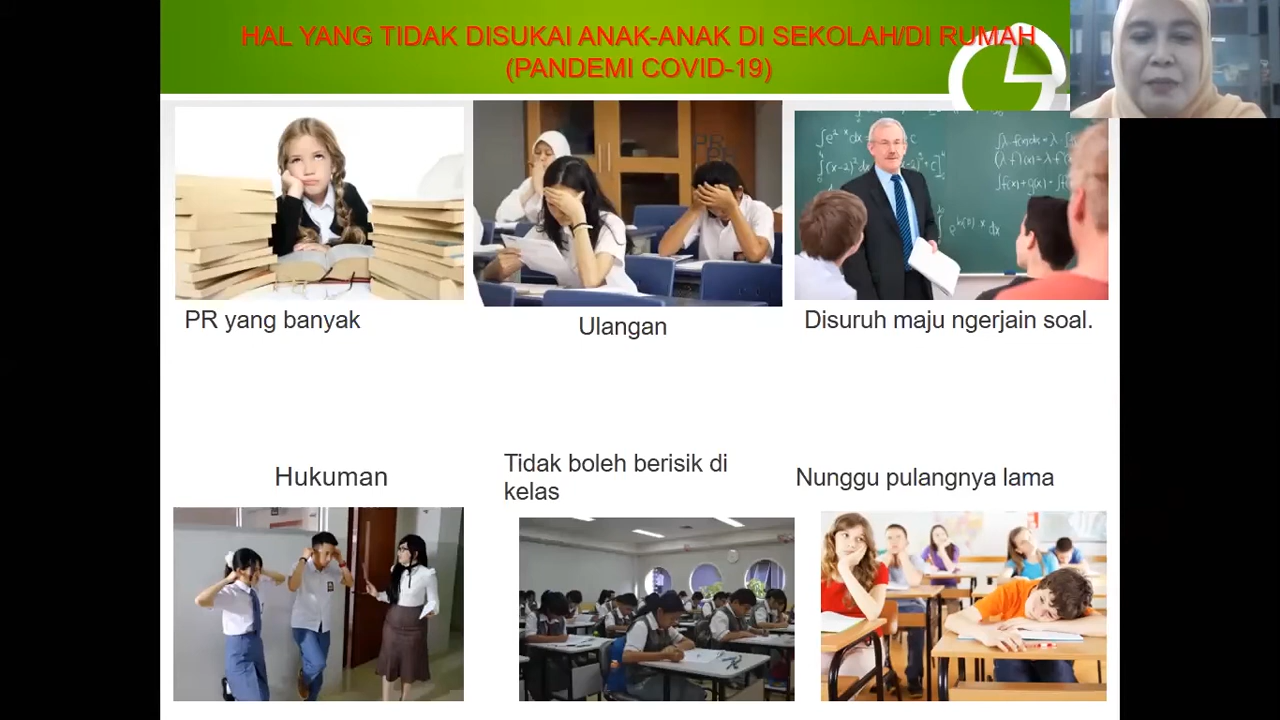 HAL YANG TIDAK DISUKAI ANAK-ANAK DI SEKOLAH/DI RUMAH
(PANDEMI COVID-19)
PR yang banyak
Ulangan
Disuruh maju ngerjain soal.
Hukuman
Tidak boleh berisik di
kelas
Nunggu pulangnya lama